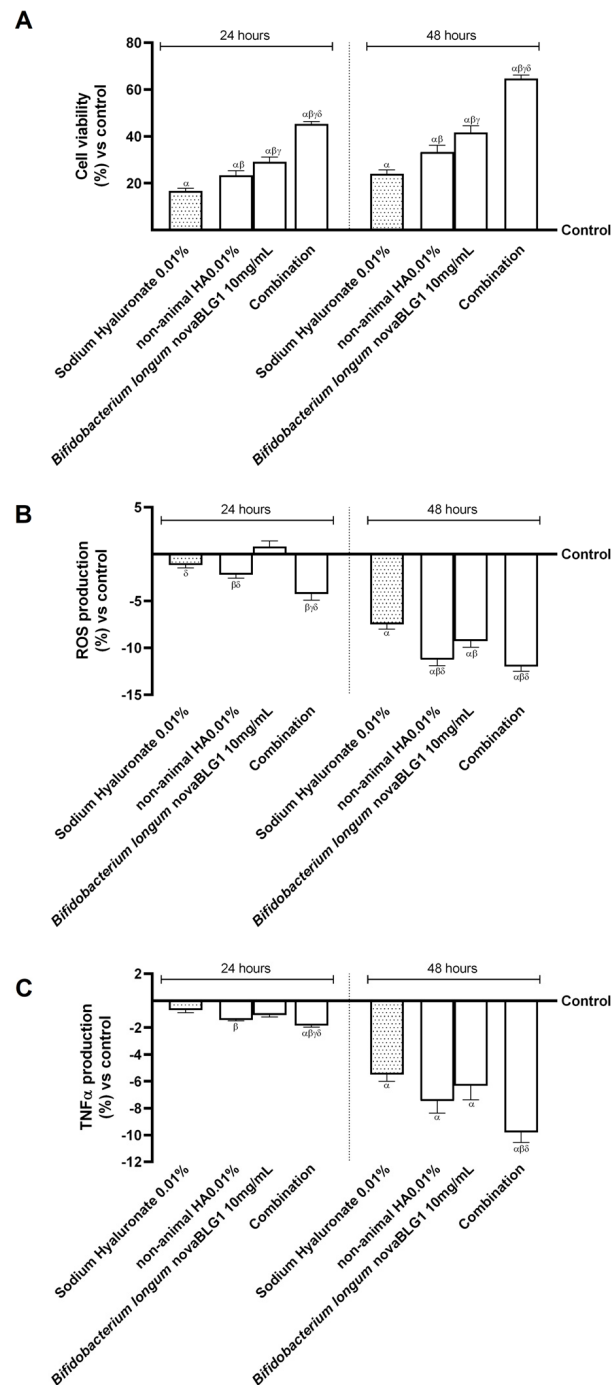 A
24 hours
48 hours
Cell viability
(%) vs control
80
60
40
20
α
αβ
αβγ
αβγδ
α
αβ
αβγ
αβγδ
Control
Sodium Hyaluronate 0.01%
non-animal HA0.01%
Bifidobacterium longum novaBLG1 10mg/mL
Combination
Sodium Hyaluronate 0.01%
non-animal HA0.01%
Bifidobacterium longum novaBLG1 10mg/mL
Combination
B
24 hours
48 hours
ROS production
(%) vs control
5
-5
-10
-15
δ
βδ
βγδ
α
αβδ
αβ
αβδ
Control
Sodium Hyaluronate 0.01%
non-animal HA0.01%
Bifidobacterium longum novaBLG1 10mg/mL
Combination
Sodium Hyaluronate 0.01%
non-animal HA0.01%
Bifidobacterium longum novaBLG1 10mg/mL
Combination
C
24 hours
48 hours
TNFα production
(%) vs control
2
-2
-4
-6
-8
-10
-12
β
αβγδ
α
α
α
αβδ
Control
Sodium Hyaluronate 0.01%
non-animal HA0.01%
Bifidobacterium longum novaBLG1 10mg/mL
Combination
Sodium Hyaluronate 0.01%
non-animal HA0.01%
Bifidobacterium longum novaBLG1 10mg/mL
Combination